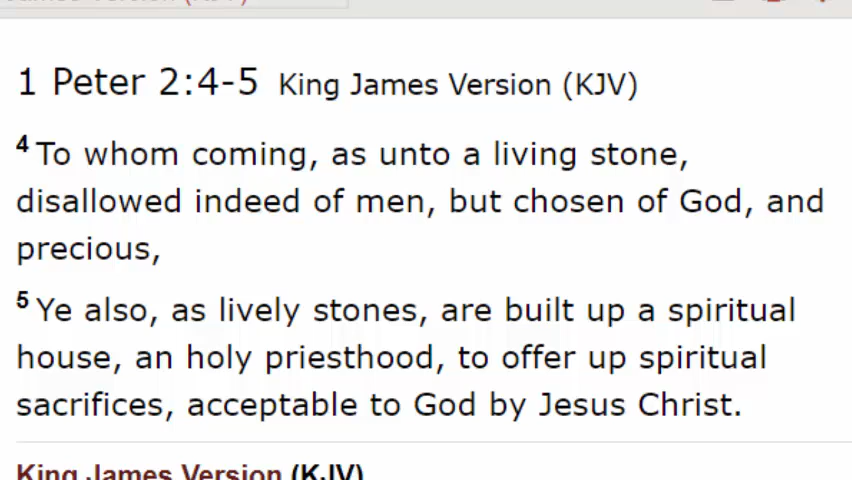 1 Peter 2:4-5 King James Version (KJV)
4 To whom coming, as unto a living stone,
disallowed indeed of men, but chosen of God, and
precious,
5 Ye also, as lively stones, are built up a spiritual
house, an holy priesthood, to offer up spiritual
sacrifices, acceptable to God by Jesus Christ.
King James Version (KJV)